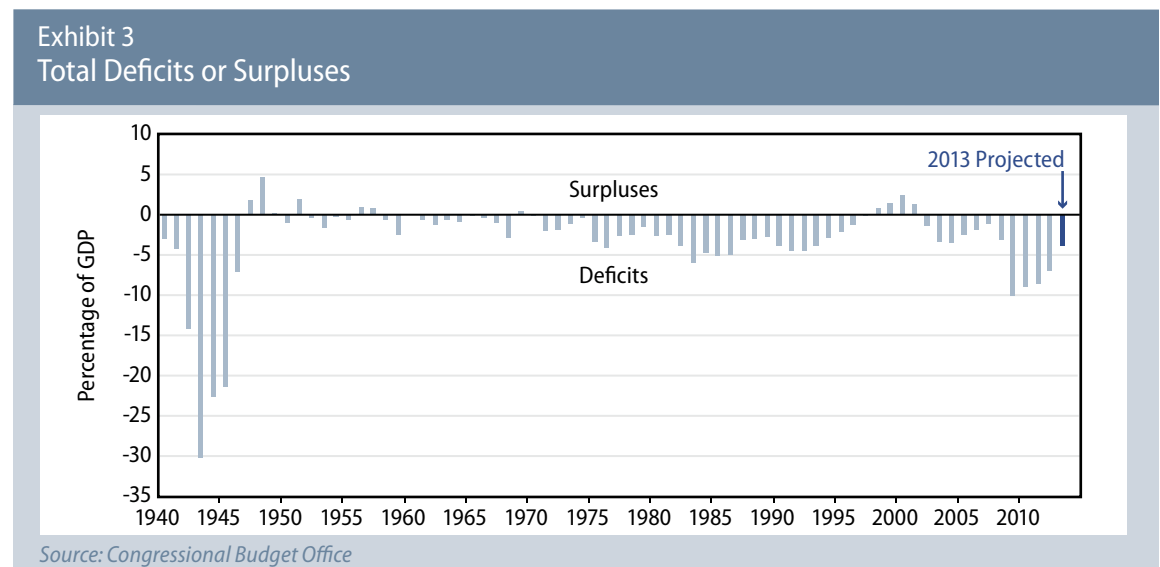 Exhibit 3
Total Deficits or Surpluses
10
2013 Projected
5
Surpluses
0
-5
Deficits
-10
-15
-20
-25
-30
-35
Percentage of GDP
1940 1945 1950 1955 1960 1965 1970 1975 1980 1985 1990 1995 2000 2005 2010
Source: Congressional Budget Office